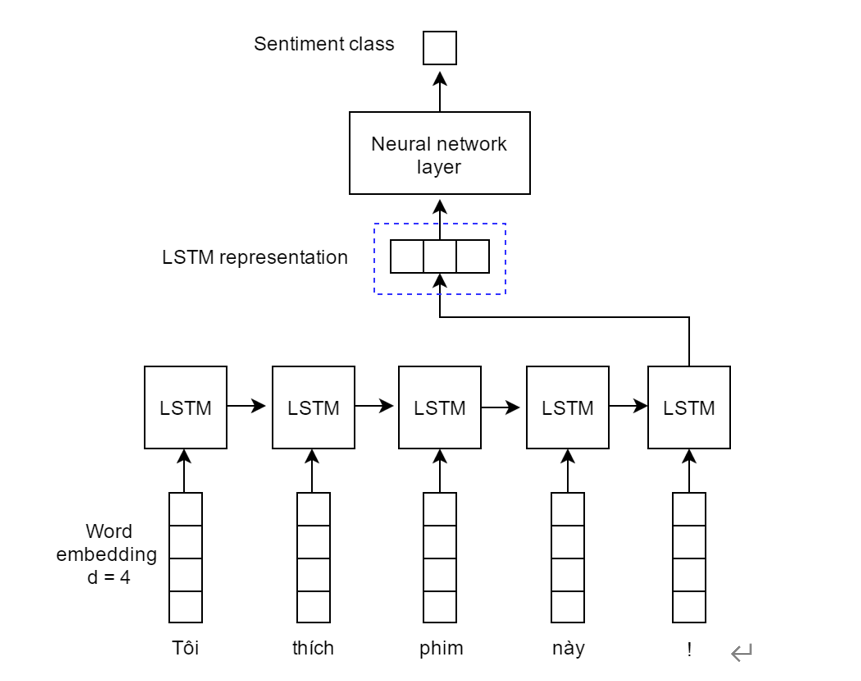 Sentiment class
Neural network
layer
LSTM representation
LSTM
LSTM
LSTM
LSTM
LSTM
Word
embedding
d = 4
Tôi
thích
phim
này
!